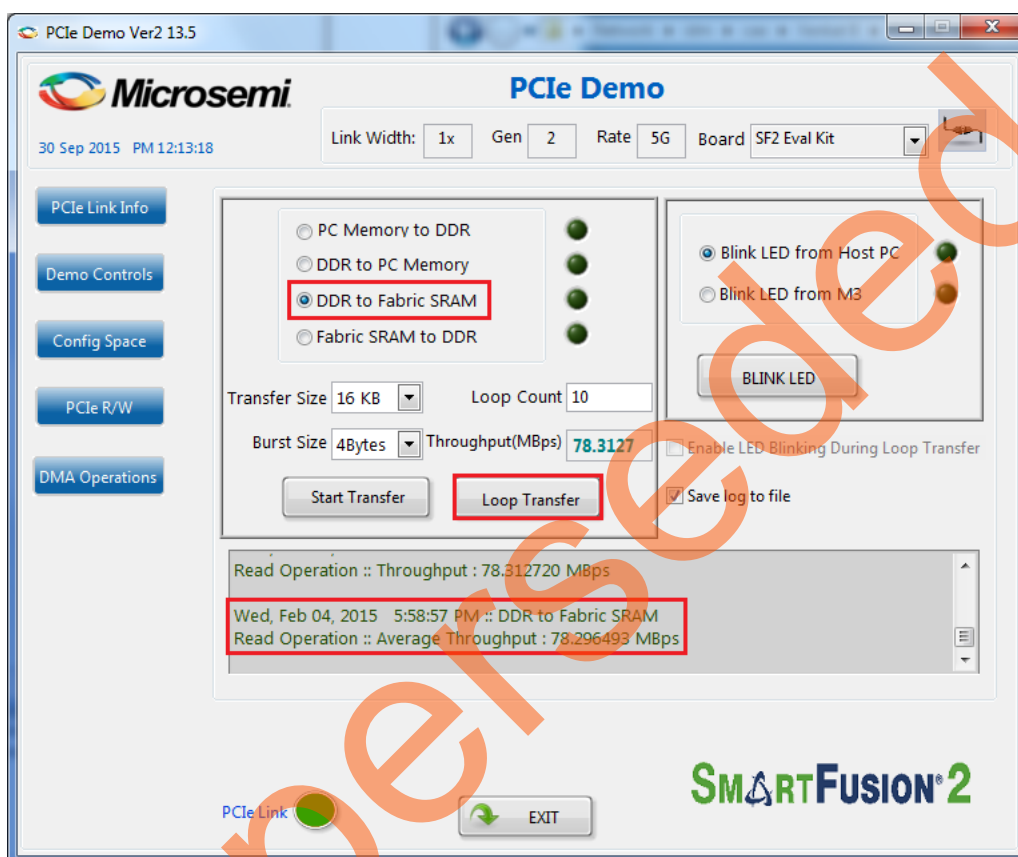 PCIe Demo Ver2 13.5
Microsemi.
PCIe Demo
30 Sep 2015 PM 12:13:18
Link Width: 1x Gen 2 Rate 5G Board SF2 Eval Kit
PCIe Link Info
Demo Controls
Config Space
PCIe R/W
DMA Operations
PC Memory to DDR
DDR to PC Memory
DDR to Fabric SRAM
Fabric SRAM to DDR
Transfer Size 16 KB Loop Count 10
Burst Size 4Bytes Throughput(MBps) 78.3127
Start Transfer Loop Transfer
Blink LED from Host PC
Blink LED from M3
BLINK LED
Enable LED Blinking During Loop Transfer
Save log to file
Read Operation :: Throughput : 78.312720 MBps
Wed, Feb 04, 2015 5:58:57 PM :: DDR to Fabric SRAM
Read Operation :: Average Throughput : 78.296493 MBps
PCIe Link
EXIT
SMARTFUSION®2
perseded